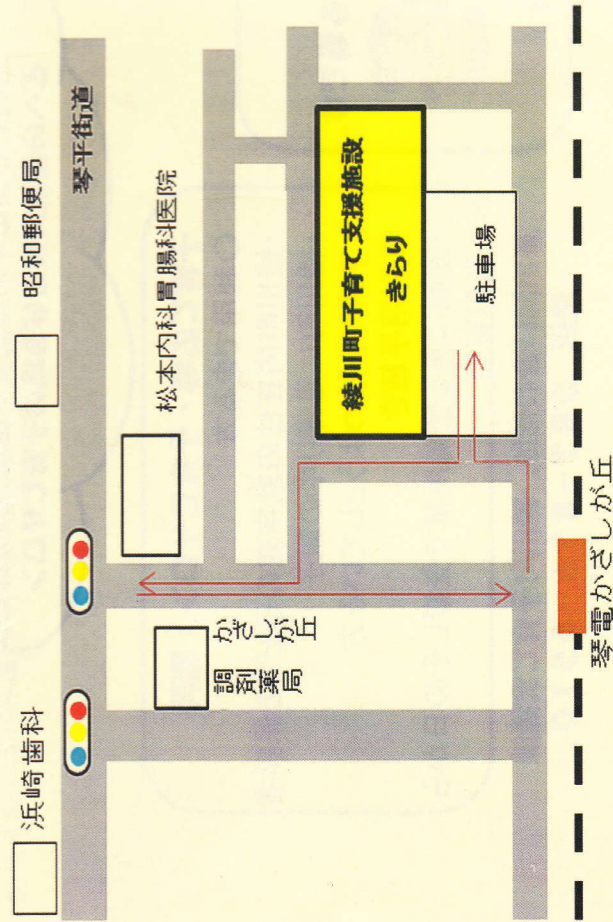 浜崎歯科
昭和郵便局
琴平街道
松本内科胃腸科医院
かざしが丘
調剤薬局
綾川町子育て支援施設
きらり
駐車場
琴電かざしが丘